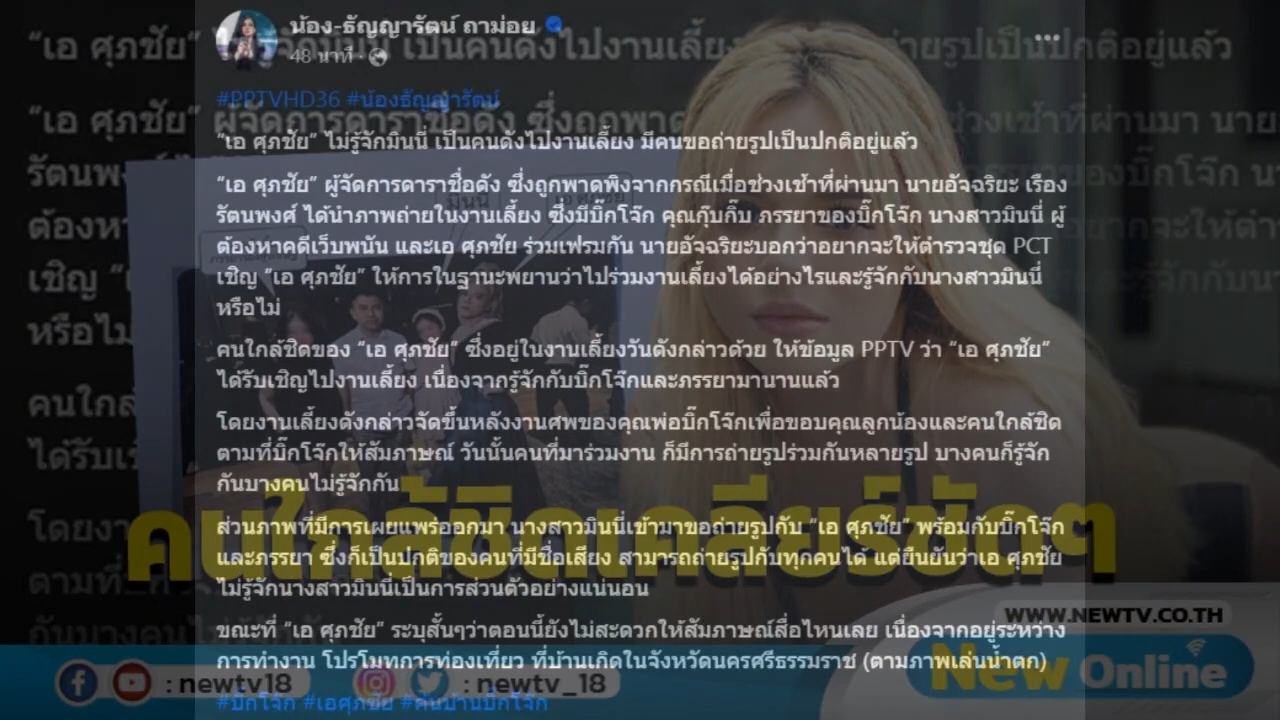 น้อง-ธัญญารัตน์ ถาม่อย
48 นาที
#PPTVHD36 #น้องธัญญารัตน์
“เอ ศุภชัย” ไม่รู้จักมินนี่ เป็นคนดังไปงานเลี้ยง มีคนขอถ่ายรูปเป็นปกติอยู่แล้ว
“เอ ศุภชัย” ผู้จัดการดาราชื่อดัง ซึ่งถูกพาดพิงจากกรณีเมื่อช่วงเช้าที่ผ่านมา นายอัจฉริยะ เรือง
รัตนพงศ์ ได้นำภาพถ่ายในงานเลี้ยง ซึ่งมีบิ๊กโจ๊ก คุณกุ๊บกิ๊บ ภรรยาของบิ๊กโจ๊ก นางสาวมินนี่ ผู้
ต้องหาคดีเว็บพนัน และเอ ศุภชัย ร่วมเฟรมกัน นายอัจฉริยะบอกว่าอยากจะให้ตำรวจชุด PCT
เชิญ “เอ ศุภชัย” ให้การในฐานะพยานว่าไปร่วมงานเลี้ยงได้อย่างไรและรู้จักกับนางสาวมินนี่
หรือไม่
คนใกล้ชิดของ “เอ ศุภชัย” ซึ่งอยู่ในงานเลี้ยงวันดังกล่าวด้วย ให้ข้อมูล PPTV ว่า “เอ ศุภชัย”
ได้รับเชิญไปงานเลี้ยง เนื่องจากรู้จักกับบิ๊กโจ๊กและภรรยามานานแล้ว
โดยงานเลี้ยงดังกล่าวจัดขึ้นหลังงานศพของคุณพ่อบิ๊กโจ๊กเพื่อขอบคุณลูกน้องและคนใกล้ชิด
ตามที่บิ๊กโจ๊กให้สัมภาษณ์ วันนั้นคนที่มาร่วมงาน ก็มีการถ่ายรูปร่วมกันหลายรูป บางคนก็รู้จัก
กันบางคนไม่รู้จักกัน
คนใกล้ชิดเคลียร์ชัดๆ
ส่วนภาพที่มีการเผยแพร่ออกมา นางสาวมินนี่เข้ามาขอถ่ายรูปกับ “เอ ศุภชัย” พร้อมกับบิ๊กโจ๊ก
และภรรยา ซึ่งก็เป็นปกติของคนที่มีชื่อเสียง สามารถถ่ายรูปกับทุกคนได้ แต่ยืนยันว่าเอ ศุภชัย
ไม่รู้จักนางสาวมินนี่เป็นการส่วนตัวอย่างแน่นอน
ขณะที่ “เอ ศุภชัย” ระบุสั้นๆว่าตอนนี้ยังไม่สะดวกให้สัมภาษณ์สื่อไหนเลย เนื่องจากอยู่ระหว่าง
การทำงาน โปรโมทการท่องเที่ยว ที่บ้านเกิดในจังหวัดนครศรีธรรมราช (ตามภาพเล่นน้ำตก)
#บิ๊กโจ๊ก #เอศุภชัย #ค้นบ้านบิ๊กโจ๊ก
WWW.NEWTV.CO.TH
New Online
: newtv18
: newtv_18